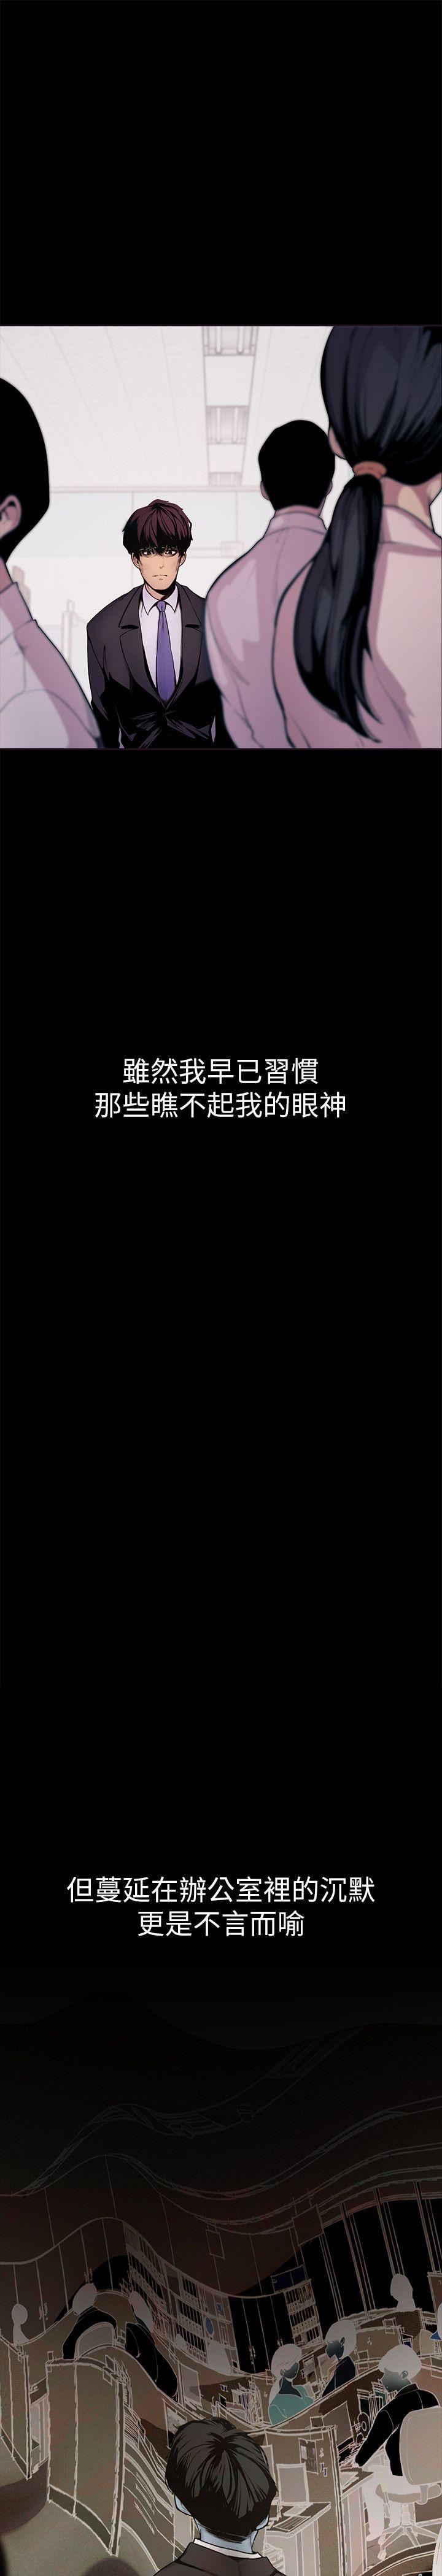 雖然我早已習慣
那些瞧不起我的眼神
但蔓延在辦公室裡的沉默
更是不言而喻